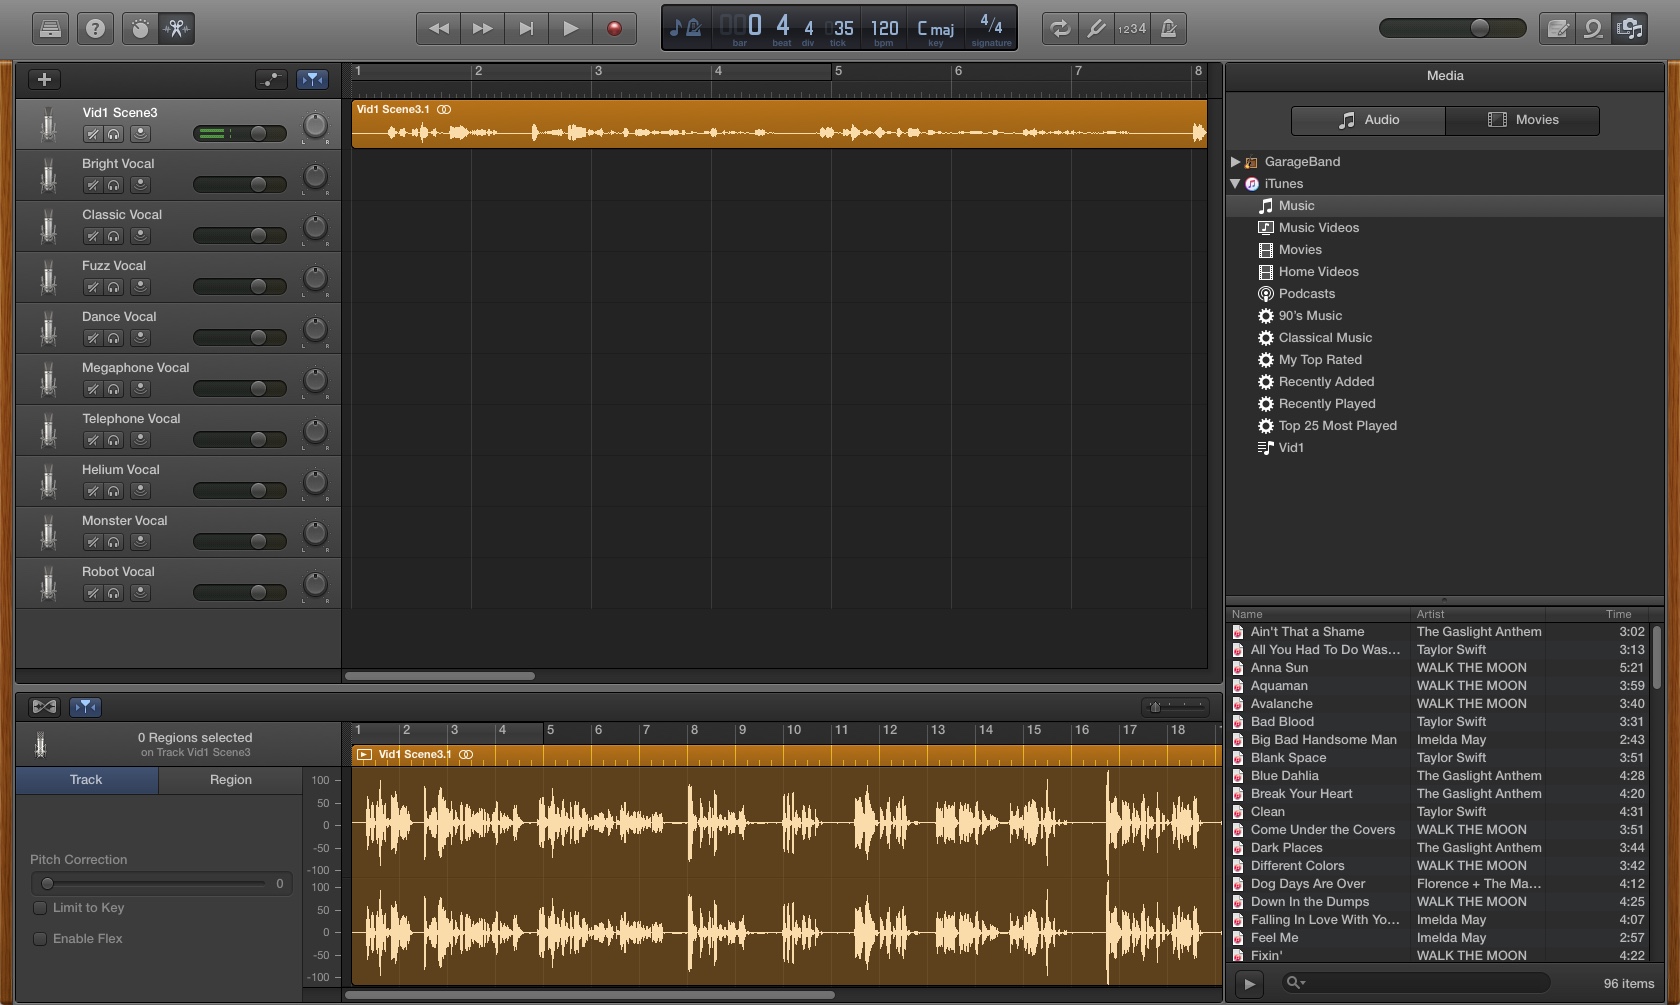 1234
0 4 4 35 120 C maj 4/4
bar beat div tick bpm key signature
1 2 3 4 5 6 7 8
Vid1 Scene3
Vid1 Scene3.1
Bright Vocal
L R
Classic Vocal
L R
Fuzz Vocal
L R
Dance Vocal
L R
Megaphone Vocal
L R
Telephone Vocal
L R
Helium Vocal
L R
Monster Vocal
L R
Robot Vocal
L R
0 Regions selected
on Track Vid1 Scene3
Track Region
Pitch Correction
0
Limit to Key
Enable Flex
1 2 3 4 5 6 7 8 9 10 11 12 13 14 15 16 17 18
Vid1 Scene3.1
100
50
0
-50
-100
100
50
0
-50
-100
Media
Audio Movies
GarageBand
iTunes
Music
Music Videos
Movies
Home Videos
Podcasts
90's Music
Classical Music
My Top Rated
Recently Added
Recently Played
Top 25 Most Played
Vid1
Name Artist Time
Ain't That a Shame The Gaslight Anthem 3:02
All You Had To Do Was... Taylor Swift 3:13
Anna Sun WALK THE MOON 5:21
Aquaman WALK THE MOON 3:59
Avalanche WALK THE MOON 3:40
Bad Blood Taylor Swift 3:31
Big Bad Handsome Man Imelda May 2:43
Blank Space Taylor Swift 3:51
Blue Dahlia The Gaslight Anthem 4:28
Break Your Heart The Gaslight Anthem 4:20
Clean Taylor Swift 4:31
Come Under the Covers WALK THE MOON 3:51
Dark Places The Gaslight Anthem 3:44
Different Colors WALK THE MOON 3:42
Dog Days Are Over Florence + The Ma... 4:12
Down In the Dumps WALK THE MOON 4:25
Falling In Love With Yo... Imelda May 4:07
Feel Me Imelda May 2:57
Fixin' WALK THE MOON 4:22
96 items